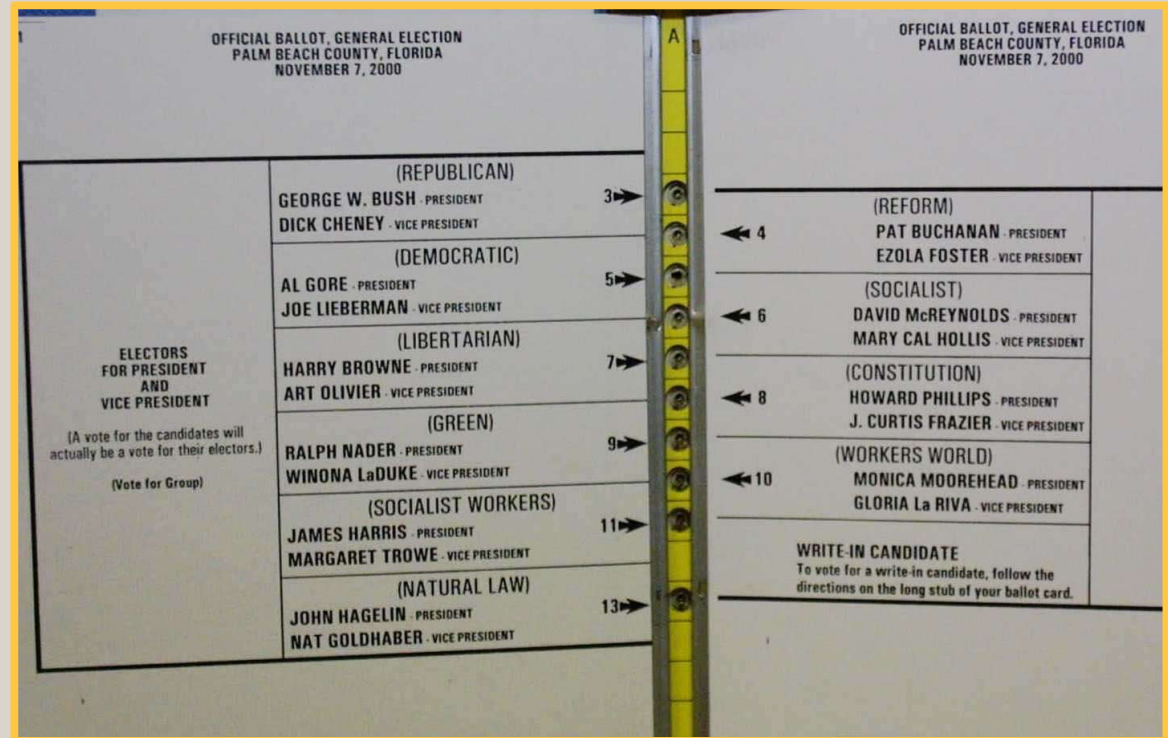 OFFICIAL BALLOT, GENERAL ELECTION
PALM BEACH COUNTY, FLORIDA
NOVEMBER 7, 2000
ELECTORS
FOR PRESIDENT
AND
VICE PRESIDENT
(A vote for the candidates will
actually be a vote for their electors.)
(Vote for Group)
(REPUBLICAN)
GEORGE W. BUSH - PRESIDENT 3
DICK CHENEY - VICE PRESIDENT
(DEMOCRATIC)
AL GORE - PRESIDENT 5
JOE LIEBERMAN - VICE PRESIDENT
(LIBERTARIAN)
HARRY BROWNE - PRESIDENT 7
ART OLIVIER - VICE PRESIDENT
(GREEN)
RALPH NADER - PRESIDENT 9
WINONA LaDUKE - VICE PRESIDENT
(SOCIALIST WORKERS)
JAMES HARRIS - PRESIDENT 11
MARGARET TROWE - VICE PRESIDENT
(NATURAL LAW)
JOHN HAGELIN - PRESIDENT 13
NAT GOLDHABER - VICE PRESIDENT
A
OFFICIAL BALLOT, GENERAL ELECTION
PALM BEACH COUNTY, FLORIDA
NOVEMBER 7, 2000
(REFORM)
4 PAT BUCHANAN - PRESIDENT
EZOLA FOSTER - VICE PRESIDENT
(SOCIALIST)
6 DAVID McREYNOLDS - PRESIDENT
MARY CAL HOLLIS - VICE PRESIDENT
(CONSTITUTION)
8 HOWARD PHILLIPS - PRESIDENT
J. CURTIS FRAZIER - VICE PRESIDENT
(WORKERS WORLD)
10 MONICA MOOREHEAD - PRESIDENT
GLORIA La RIVA - VICE PRESIDENT
WRITE-IN CANDIDATE
To vote for a write-in candidate, follow the
directions on the long stub of your ballot card.